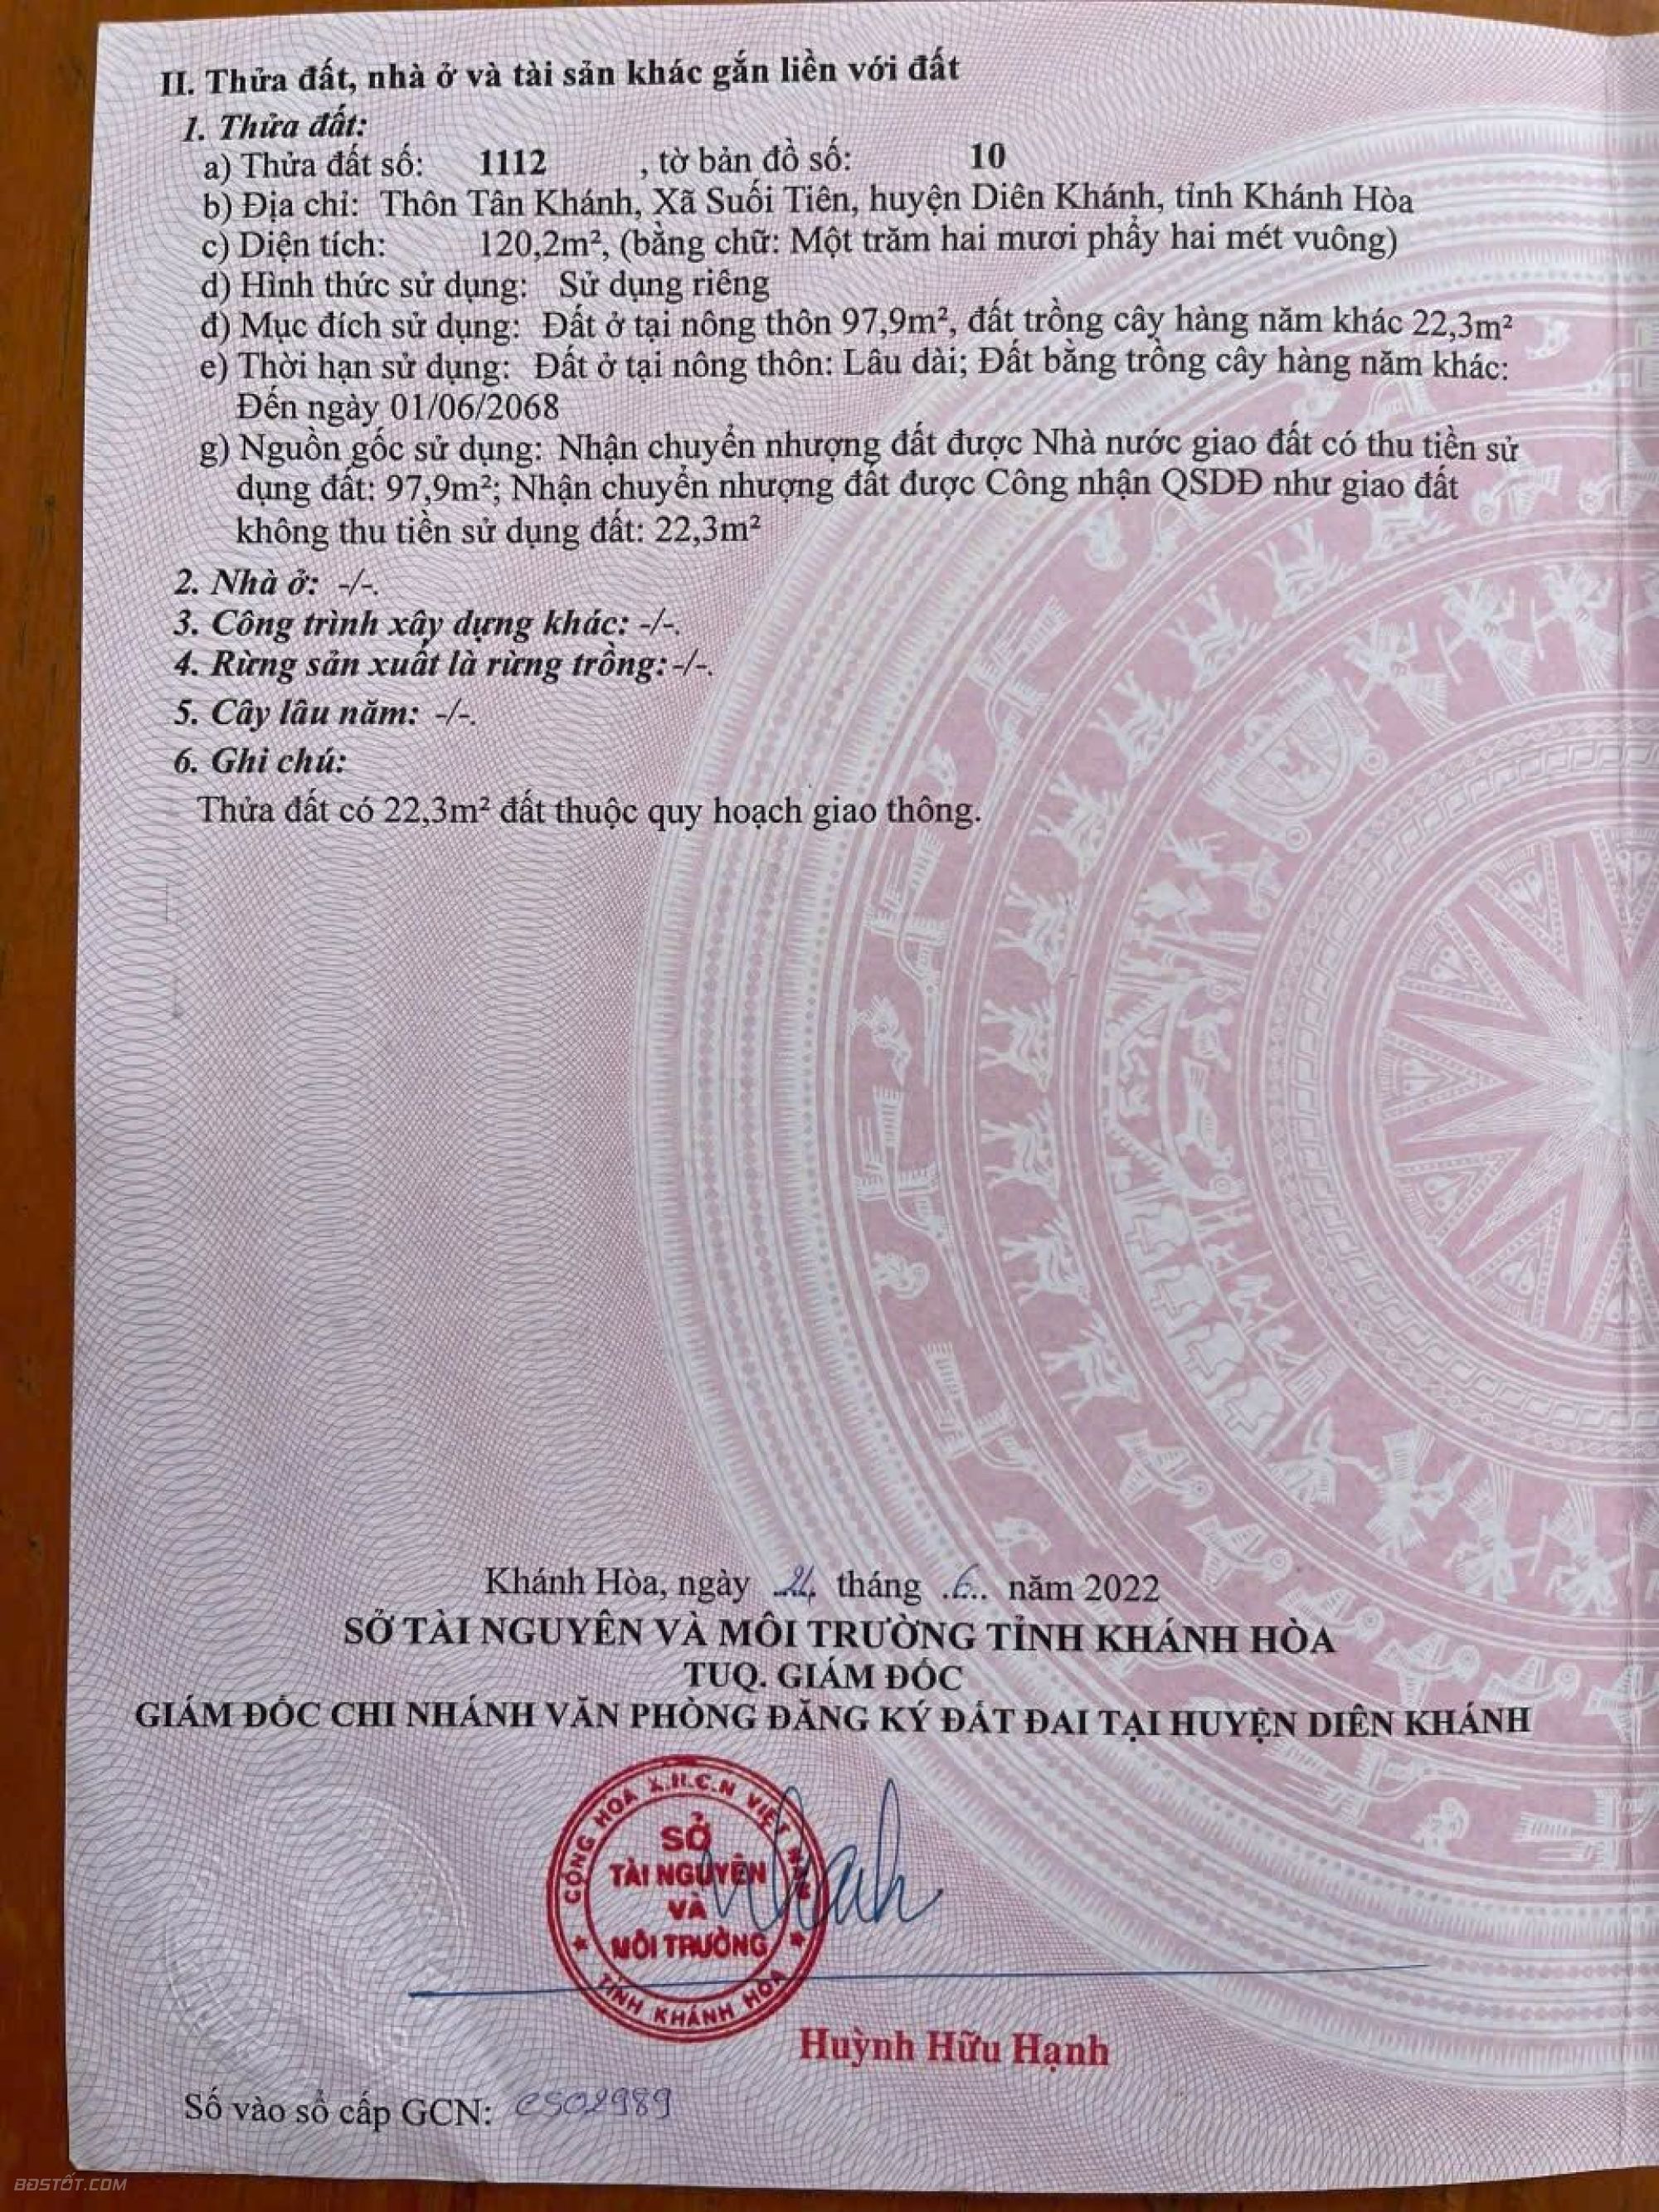 II. Thửa đất, nhà ở và tài sản khác gắn liền với đất
1. Thửa đất:
a) Thửa đất số: 1112 , tờ bản đồ số: 10
b) Địa chỉ: Thôn Tân Khánh, Xã Suối Tiên, huyện Diên Khánh, tỉnh Khánh Hòa
c) Diện tích: 120,2m², (bằng chữ: Một trăm hai mươi phẩy hai mét vuông)
d) Hình thức sử dụng: Sử dụng riêng
đ) Mục đích sử dụng: Đất ở tại nông thôn 97,9m², đất trồng cây hàng năm khác 22,3m²
e) Thời hạn sử dụng: Đất ở tại nông thôn: Lâu dài; Đất bằng trồng cây hàng năm khác:
Đến ngày 01/06/2068
g) Nguồn gốc sử dụng: Nhận chuyển nhượng đất được Nhà nước giao đất có thu tiền sử
dụng đất: 97,9m²; Nhận chuyển nhượng đất được Công nhận QSDĐ như giao đất
không thu tiền sử dụng đất: 22,3m²
2. Nhà ở: -/-.
3. Công trình xây dựng khác: -/-.
4. Rừng sản xuất là rừng trồng: -/-.
5. Cây lâu năm: -/-.
6. Ghi chú:
Thửa đất có 22,3m² đất thuộc quy hoạch giao thông.
Khánh Hòa, ngày tháng .6.. năm 2022
SỞ TÀI NGUYÊN VÀ MÔI TRƯỜNG TỈNH KHÁNH HÒA
TUQ. GIÁM ĐỐC
GIÁM ĐỐC CHI NHÁNH VĂN PHÒNG ĐĂNG KÝ ĐẤT ĐAI TẠI HUYỆN DIÊN KHÁNH
CỘNG HOÀ X.H.C.N VIỆT NAM
SỞ
TÀI NGUYÊN
VÀ
MÔI TRƯỜNG
TỈNH KHÁNH HÒA
Huỳnh Hữu Hạnh
Số vào sổ cấp GCN: CS02989
BĐSTỐT.COM